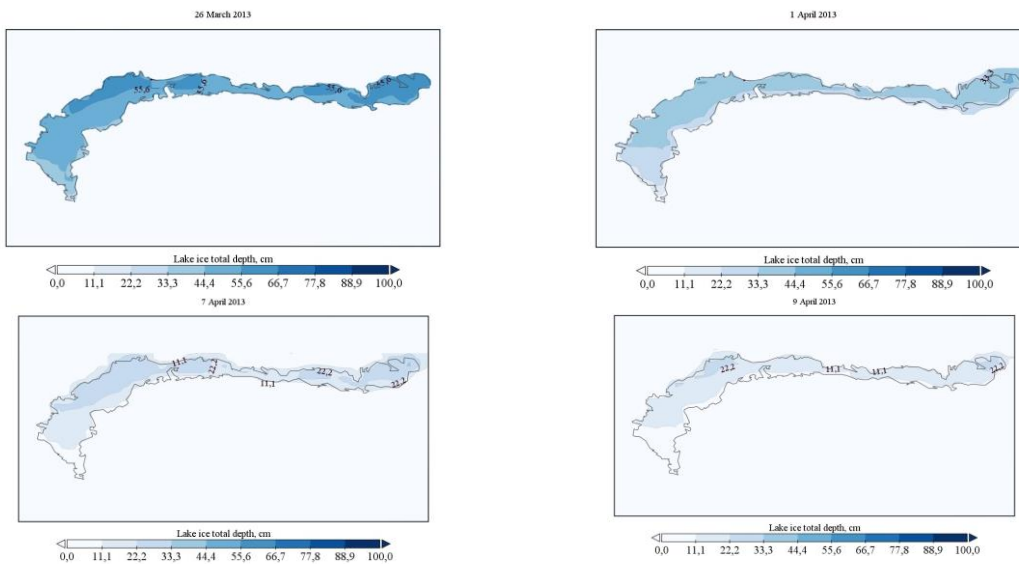 26 March 2013
55,6
55,6
55,6
55,6
Lake ice total depth, cm
0,0 11,1 22,2 33,3 44,4 55,6 66,7 77,8 88,9 100,0
1 April 2013
33,3
Lake ice total depth, cm
0,0 11,1 22,2 33,3 44,4 55,6 66,7 77,8 88,9 100,0
7 April 2013
11,1
22,2
22,2
11,1
22,2
Lake ice total depth, cm
0,0 11,1 22,2 33,3 44,4 55,6 66,7 77,8 88,9 100,0
9 April 2013
22,2
11,1
11,1
22,2
Lake ice total depth, cm
0,0 11,1 22,2 33,3 44,4 55,6 66,7 77,8 88,9 100,0